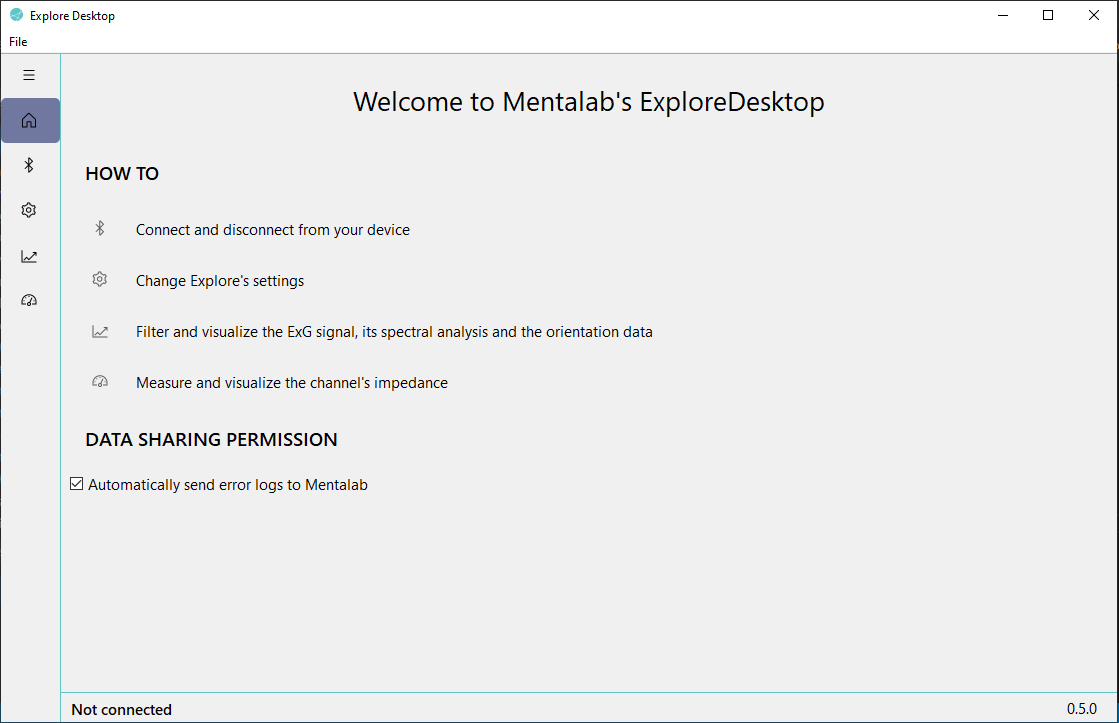 Explore Desktop
File
Welcome to Mentalab's ExploreDesktop
HOW TO
Connect and disconnect from your device
Change Explore's settings
Filter and visualize the ExG signal, its spectral analysis and the orientation data
Measure and visualize the channel's impedance
DATA SHARING PERMISSION
Automatically send error logs to Mentalab
Not connected
0.5.0